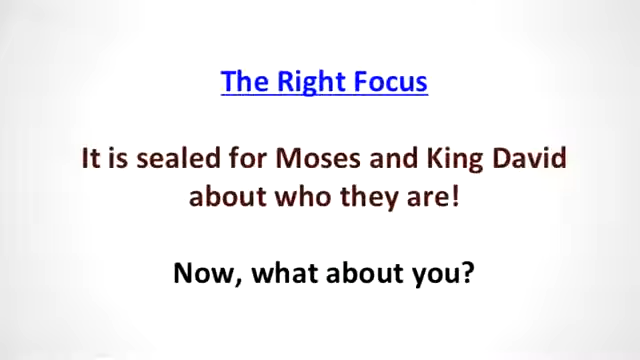 The Right Focus
It is sealed for Moses and King David
about who they are!
Now, what about you?